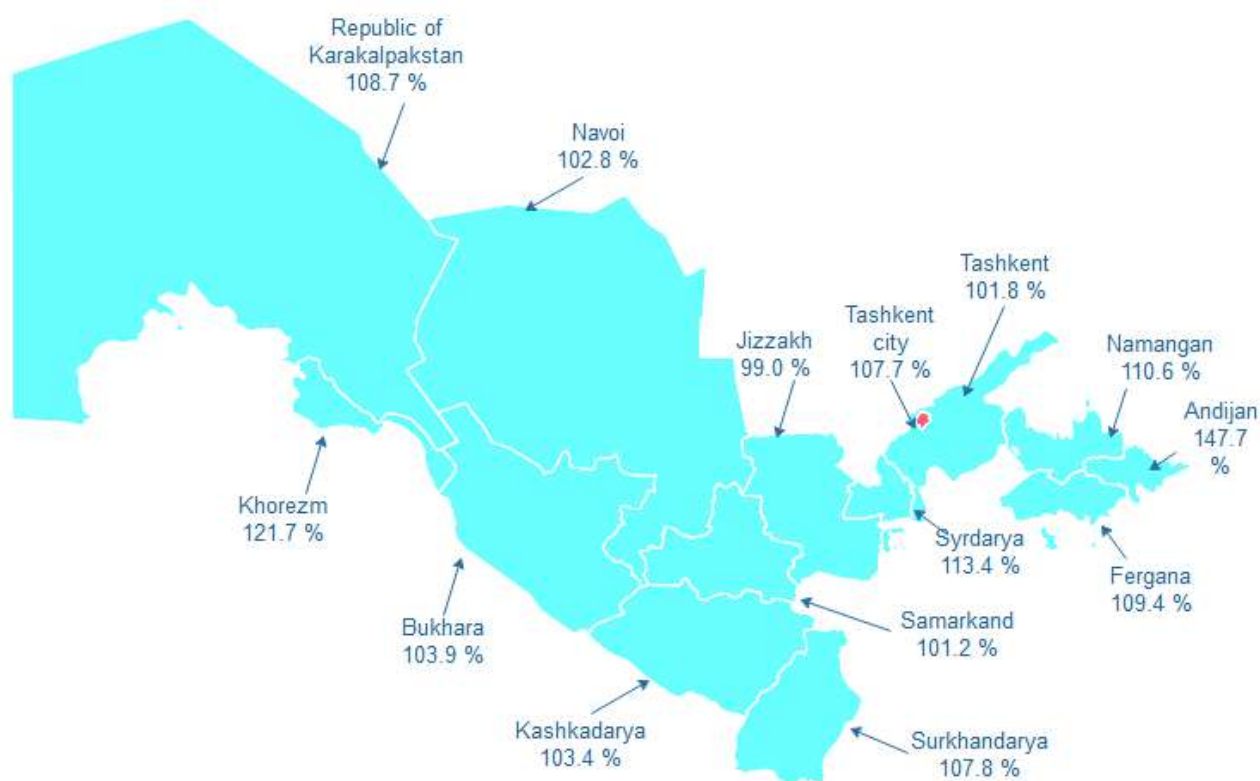 Republic of
Karakalpakstan
108.7 %
Navoi
102.8 %
Tashkent
101.8 %
Tashkent
city
107.7 %
Jizzakh
99.0 %
Namangan
110.6 %
Andijan
147.7
%
Khorezm
121.7 %
Syrdarya
113.4 %
Fergana
109.4 %
Bukhara
103.9 %
Samarkand
101.2 %
Kashkadarya
103.4 %
Surkhandarya
107.8 %